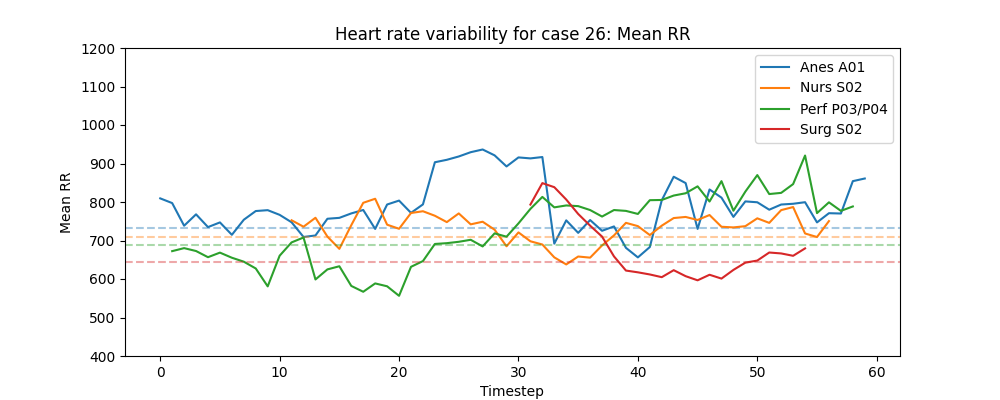 Heart rate variability for case 26: Mean RR
1200
1100
1000
900
800
700
600
500
400
Mean RR
0
10
20
30
40
50
60
Timestep
Anes A01
Nurs S02
Perf P03/P04
Surg S02